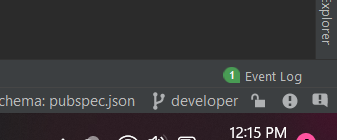 Explorer
1 Event Log
chema: pubspec.json developer
12:15 PM